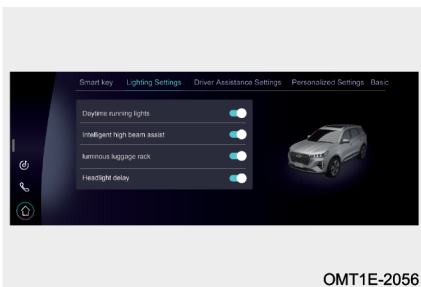 Smart key Lighting Settings Driver Assistance Settings Personalized Settings Basic
Daytime running lights
Intelligent high beam assist
luminous luggage rack
Headlight delay
OMT1E-2056